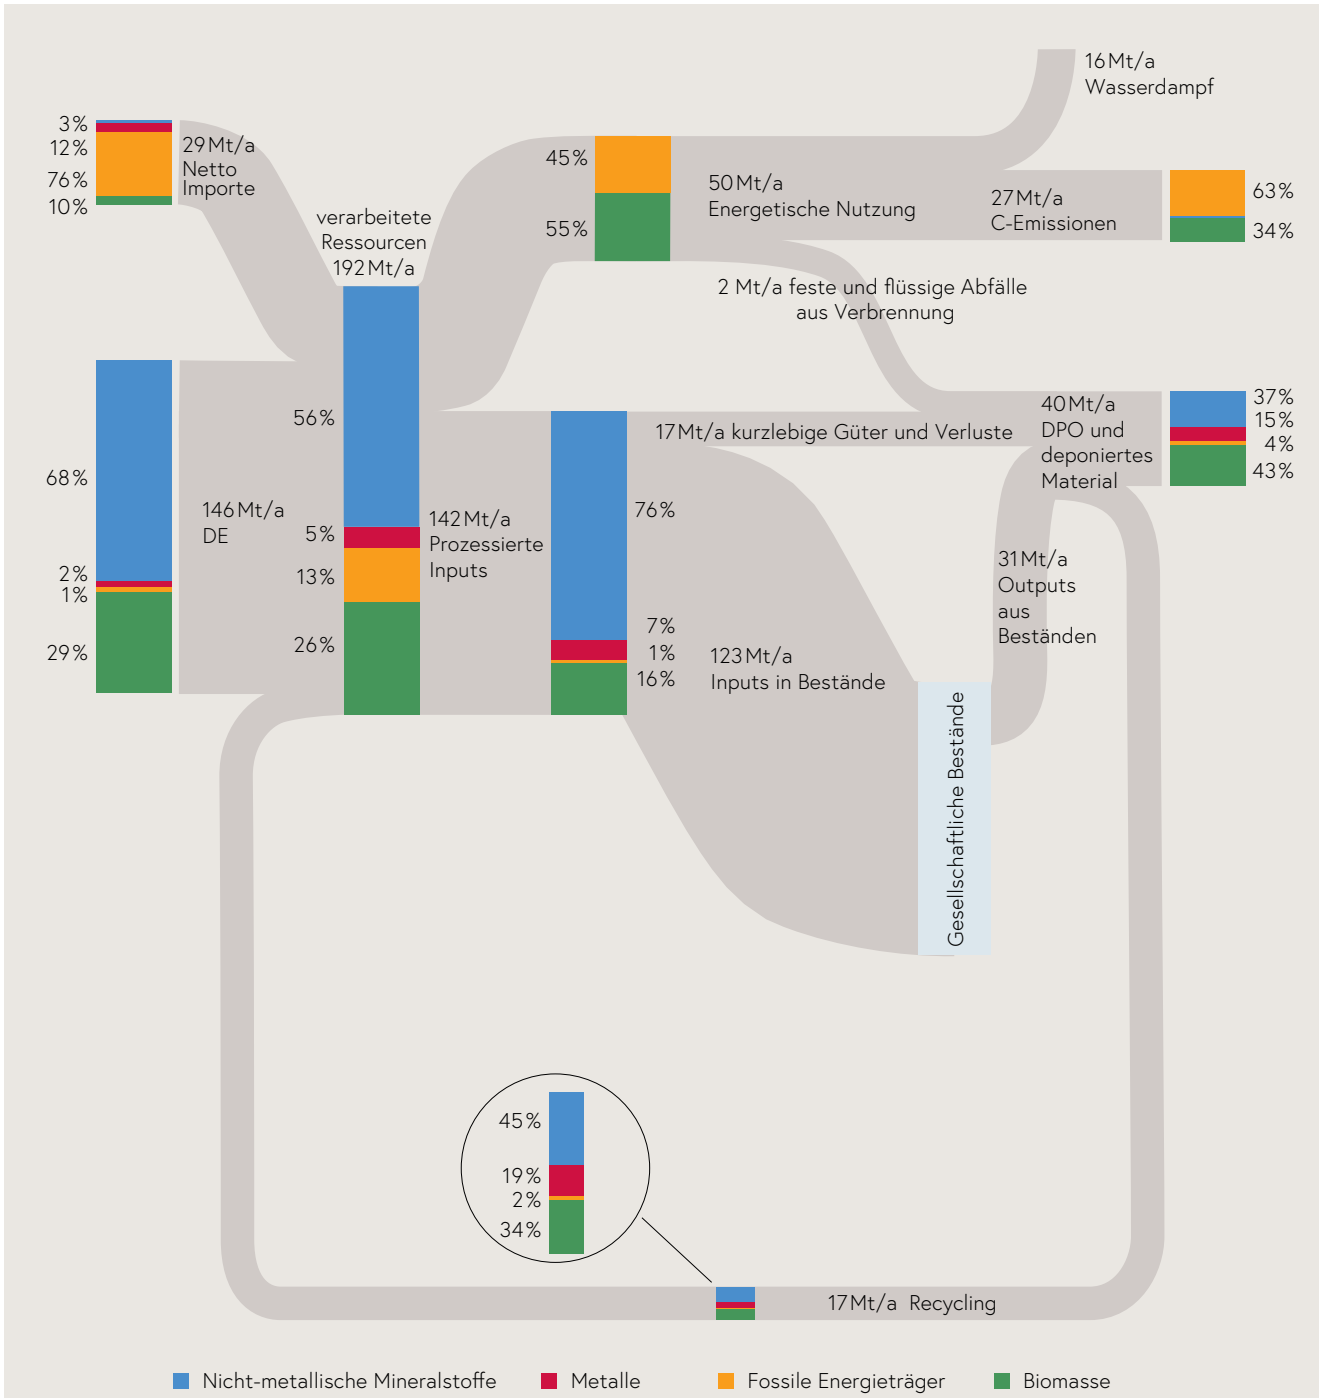 16 Mt/a
Wasserdampf
3 %
12 %
76 %
10 %
29 Mt/a
Netto
Importe
verarbeitete
Ressourcen
192 Mt/a
45 %
55 %
50 Mt/a
Energetische Nutzung
27 Mt/a
C-Emissionen
63 %
34 %
2 Mt/a feste und flüssige Abfälle
aus Verbrennung
68 %
2 %
1 %
29 %
146 Mt/a
DE
56 %
5 %
13 %
26 %
142 Mt/a
Prozessierte
Inputs
17 Mt/a kurzlebige Güter und Verluste
76 %
7 %
1 %
16 %
123 Mt/a
Inputs in Bestände
40 Mt/a
DPO und
deponiertes
Material
37 %
15 %
4 %
43 %
31 Mt/a
Outputs
aus
Beständen
Gesellschaftliche Bestände
45 %
19 %
2 %
34 %
17 Mt/a Recycling
Nicht-metallische Mineralstoffe Metalle Fossile Energieträger Biomasse